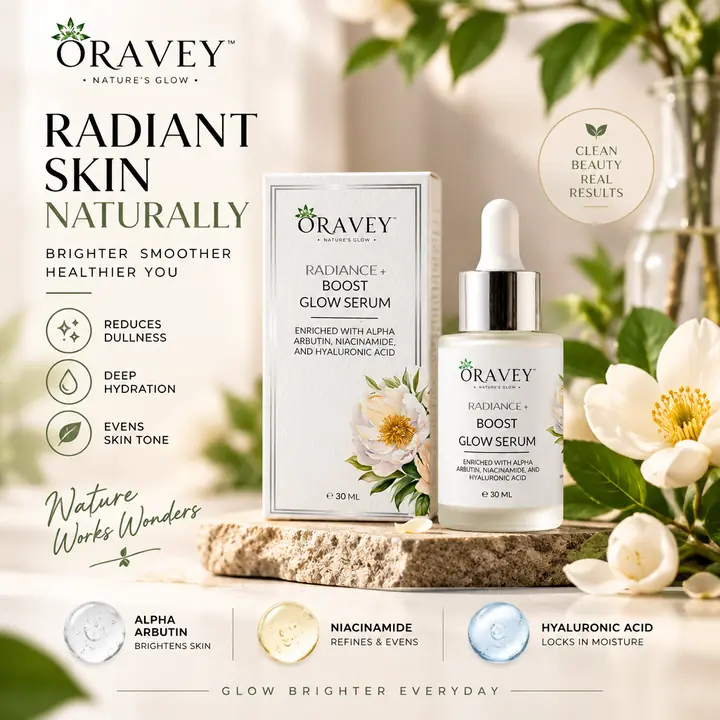 ORAVEY™
• NATURE'S GLOW •
RADIANT
SKIN
NATURALLY
BRIGHTER SMOOTHER
HEALTHIER YOU
REDUCES
DULLNESS
DEEP
HYDRATION
EVENS
SKIN TONE
Nature
Works Wonders
CLEAN
BEAUTY
REAL
RESULTS
ORAVEY™
• NATURE'S GLOW •
RADIANCE +
BOOST
GLOW SERUM
ENRICHED WITH ALPHA
ARBUTIN, NIACINAMIDE,
AND HYALURONIC ACID
℮ 30 ML
ORAVEY™
• NATURE'S GLOW •
RADIANCE +
BOOST
GLOW SERUM
ENRICHED WITH ALPHA
ARBUTIN, NIACINAMIDE, AND
HYALURONIC ACID
℮ 30 ML
ALPHA
ARBUTIN
BRIGHTENS SKIN
NIACINAMIDE
REFINES & EVENS
HYALURONIC ACID
LOCKS IN MOISTURE
GLOW BRIGHTER EVERYDAY